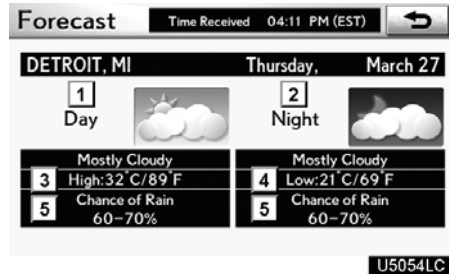 Forecast Time Received 04:11 PM (EST)
DETROIT, MI Thursday, March 27
1 2
Day Night
Mostly Cloudy Mostly Cloudy
3 High:32°C/89°F 4 Low:21°C/69°F
5 Chance of Rain 5 Chance of Rain
60-70% 60-70%
U5054LC